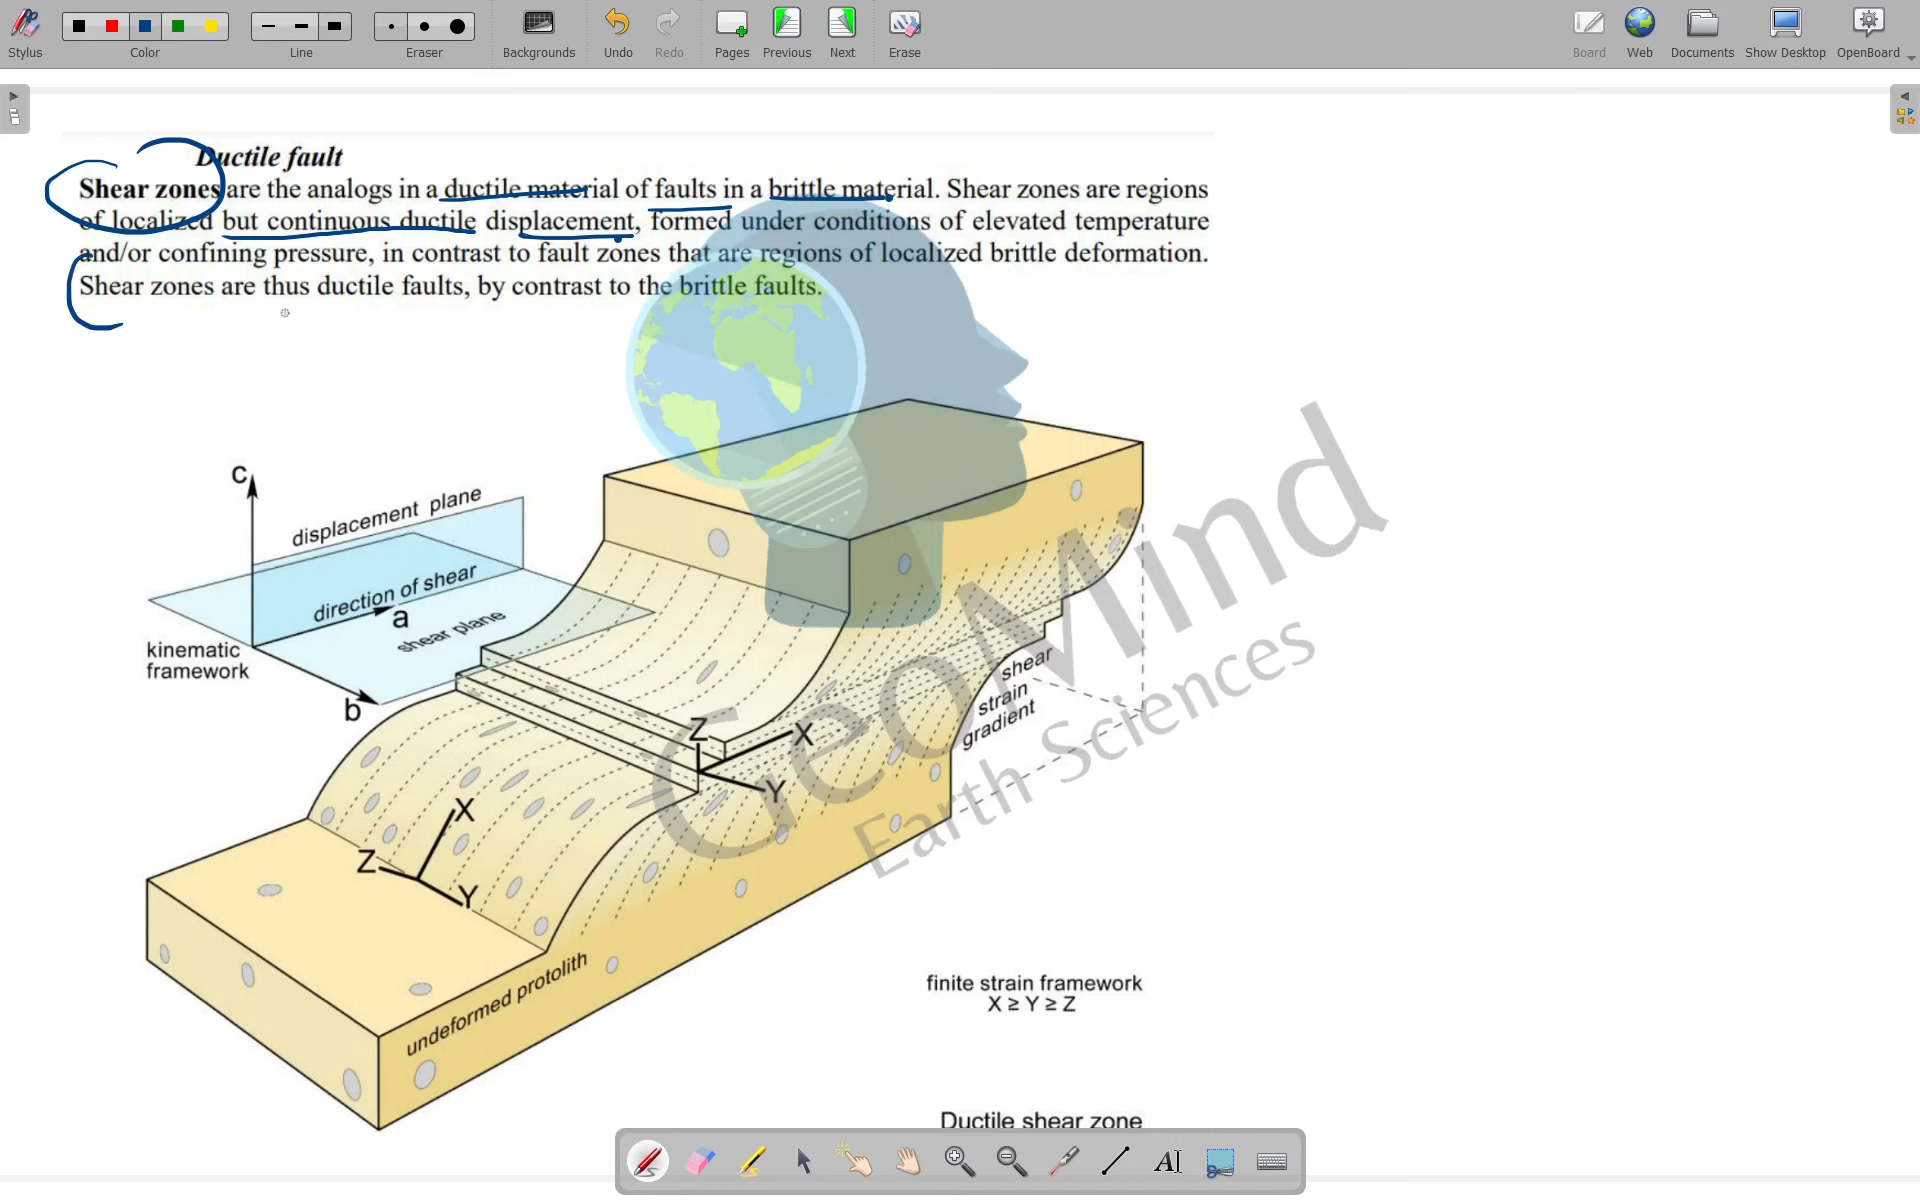 Stylus
Color
Line
Eraser
Backgrounds
Undo
Redo
Pages
Previous
Next
Erase
Board
Web
Documents
Show Desktop
OpenBoard
Ductile fault
Shear zones are the analogs in a ductile material of faults in a brittle material. Shear zones are regions
of localized but continuous ductile displacement, formed under conditions of elevated temperature
and/or confining pressure, in contrast to fault zones that are regions of localized brittle deformation.
Shear zones are thus ductile faults, by contrast to the brittle faults.
c
displacement plane
direction of shear
a
shear plane
kinematic
framework
b
shear
strain
gradient
Z
X
Y
X
Z
Y
undeformed protolith
finite strain framework
X ≥ Y ≥ Z
Ductile shear zone
GeoMind
Earth Sciences